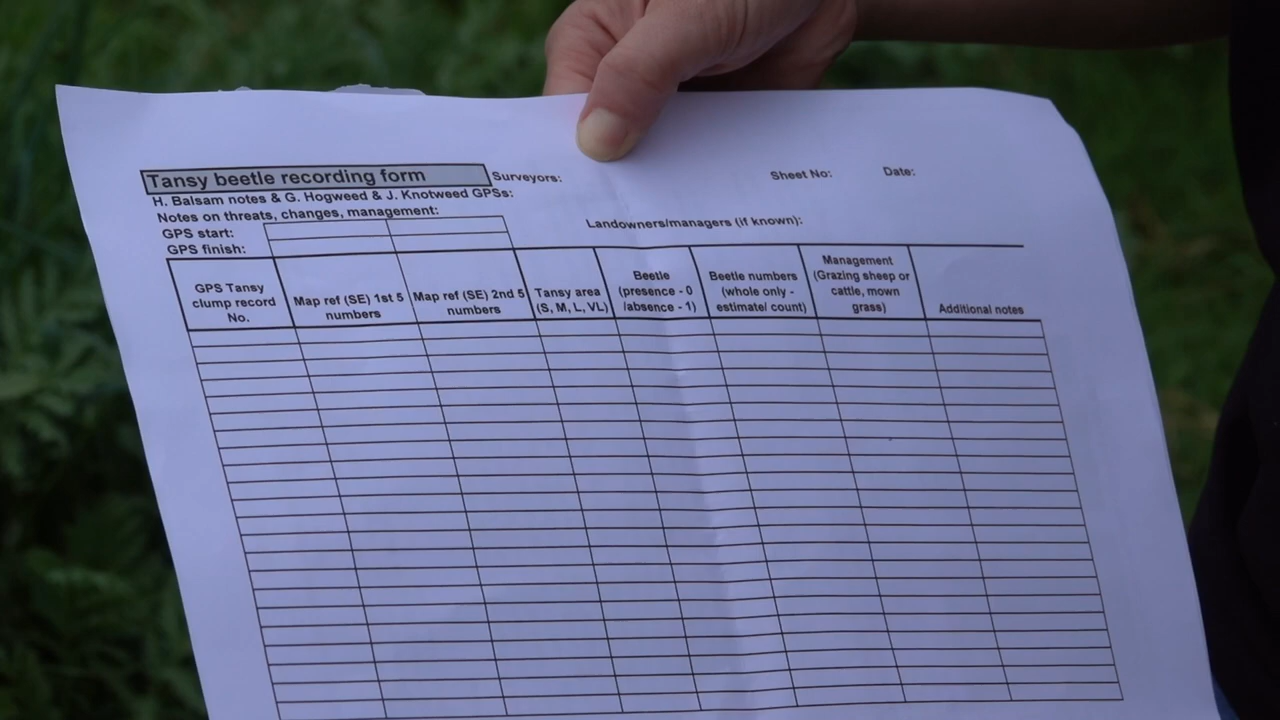 Tansy beetle recording form
Surveyors:
Sheet No:
Date:
H. Balsam notes & G. Hogweed & J. Knotweed GPSs:
Notes on threats, changes, management:
GPS start:
Landowners/managers (if known):
GPS finish:
GPS Tansy
clump record
No.
Map ref (SE) 1st 5
numbers
Map ref (SE) 2nd 5
numbers
Tansy area
(S, M, L, VL)
Beetle
(presence - 0
/absence - 1)
Beetle numbers
(whole only -
estimate/ count)
Management
(Grazing sheep or
cattle, mown
grass)
Additional notes